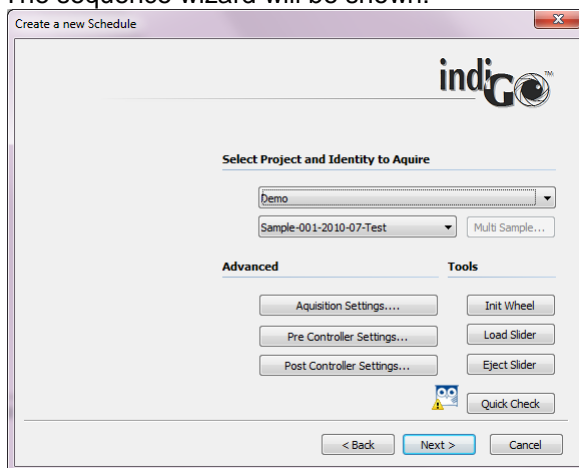 The sequence wizard will be shown.
Create a new Schedule
indiGo™
Select Project and Identity to Aquire
Demo
Sample-001-2010-07-Test
Multi Sample...
Advanced
Tools
Aquisition Settings....
Init Wheel
Pre Controller Settings...
Load Slider
Post Controller Settings...
Eject Slider
Quick Check
< Back
Next >
Cancel